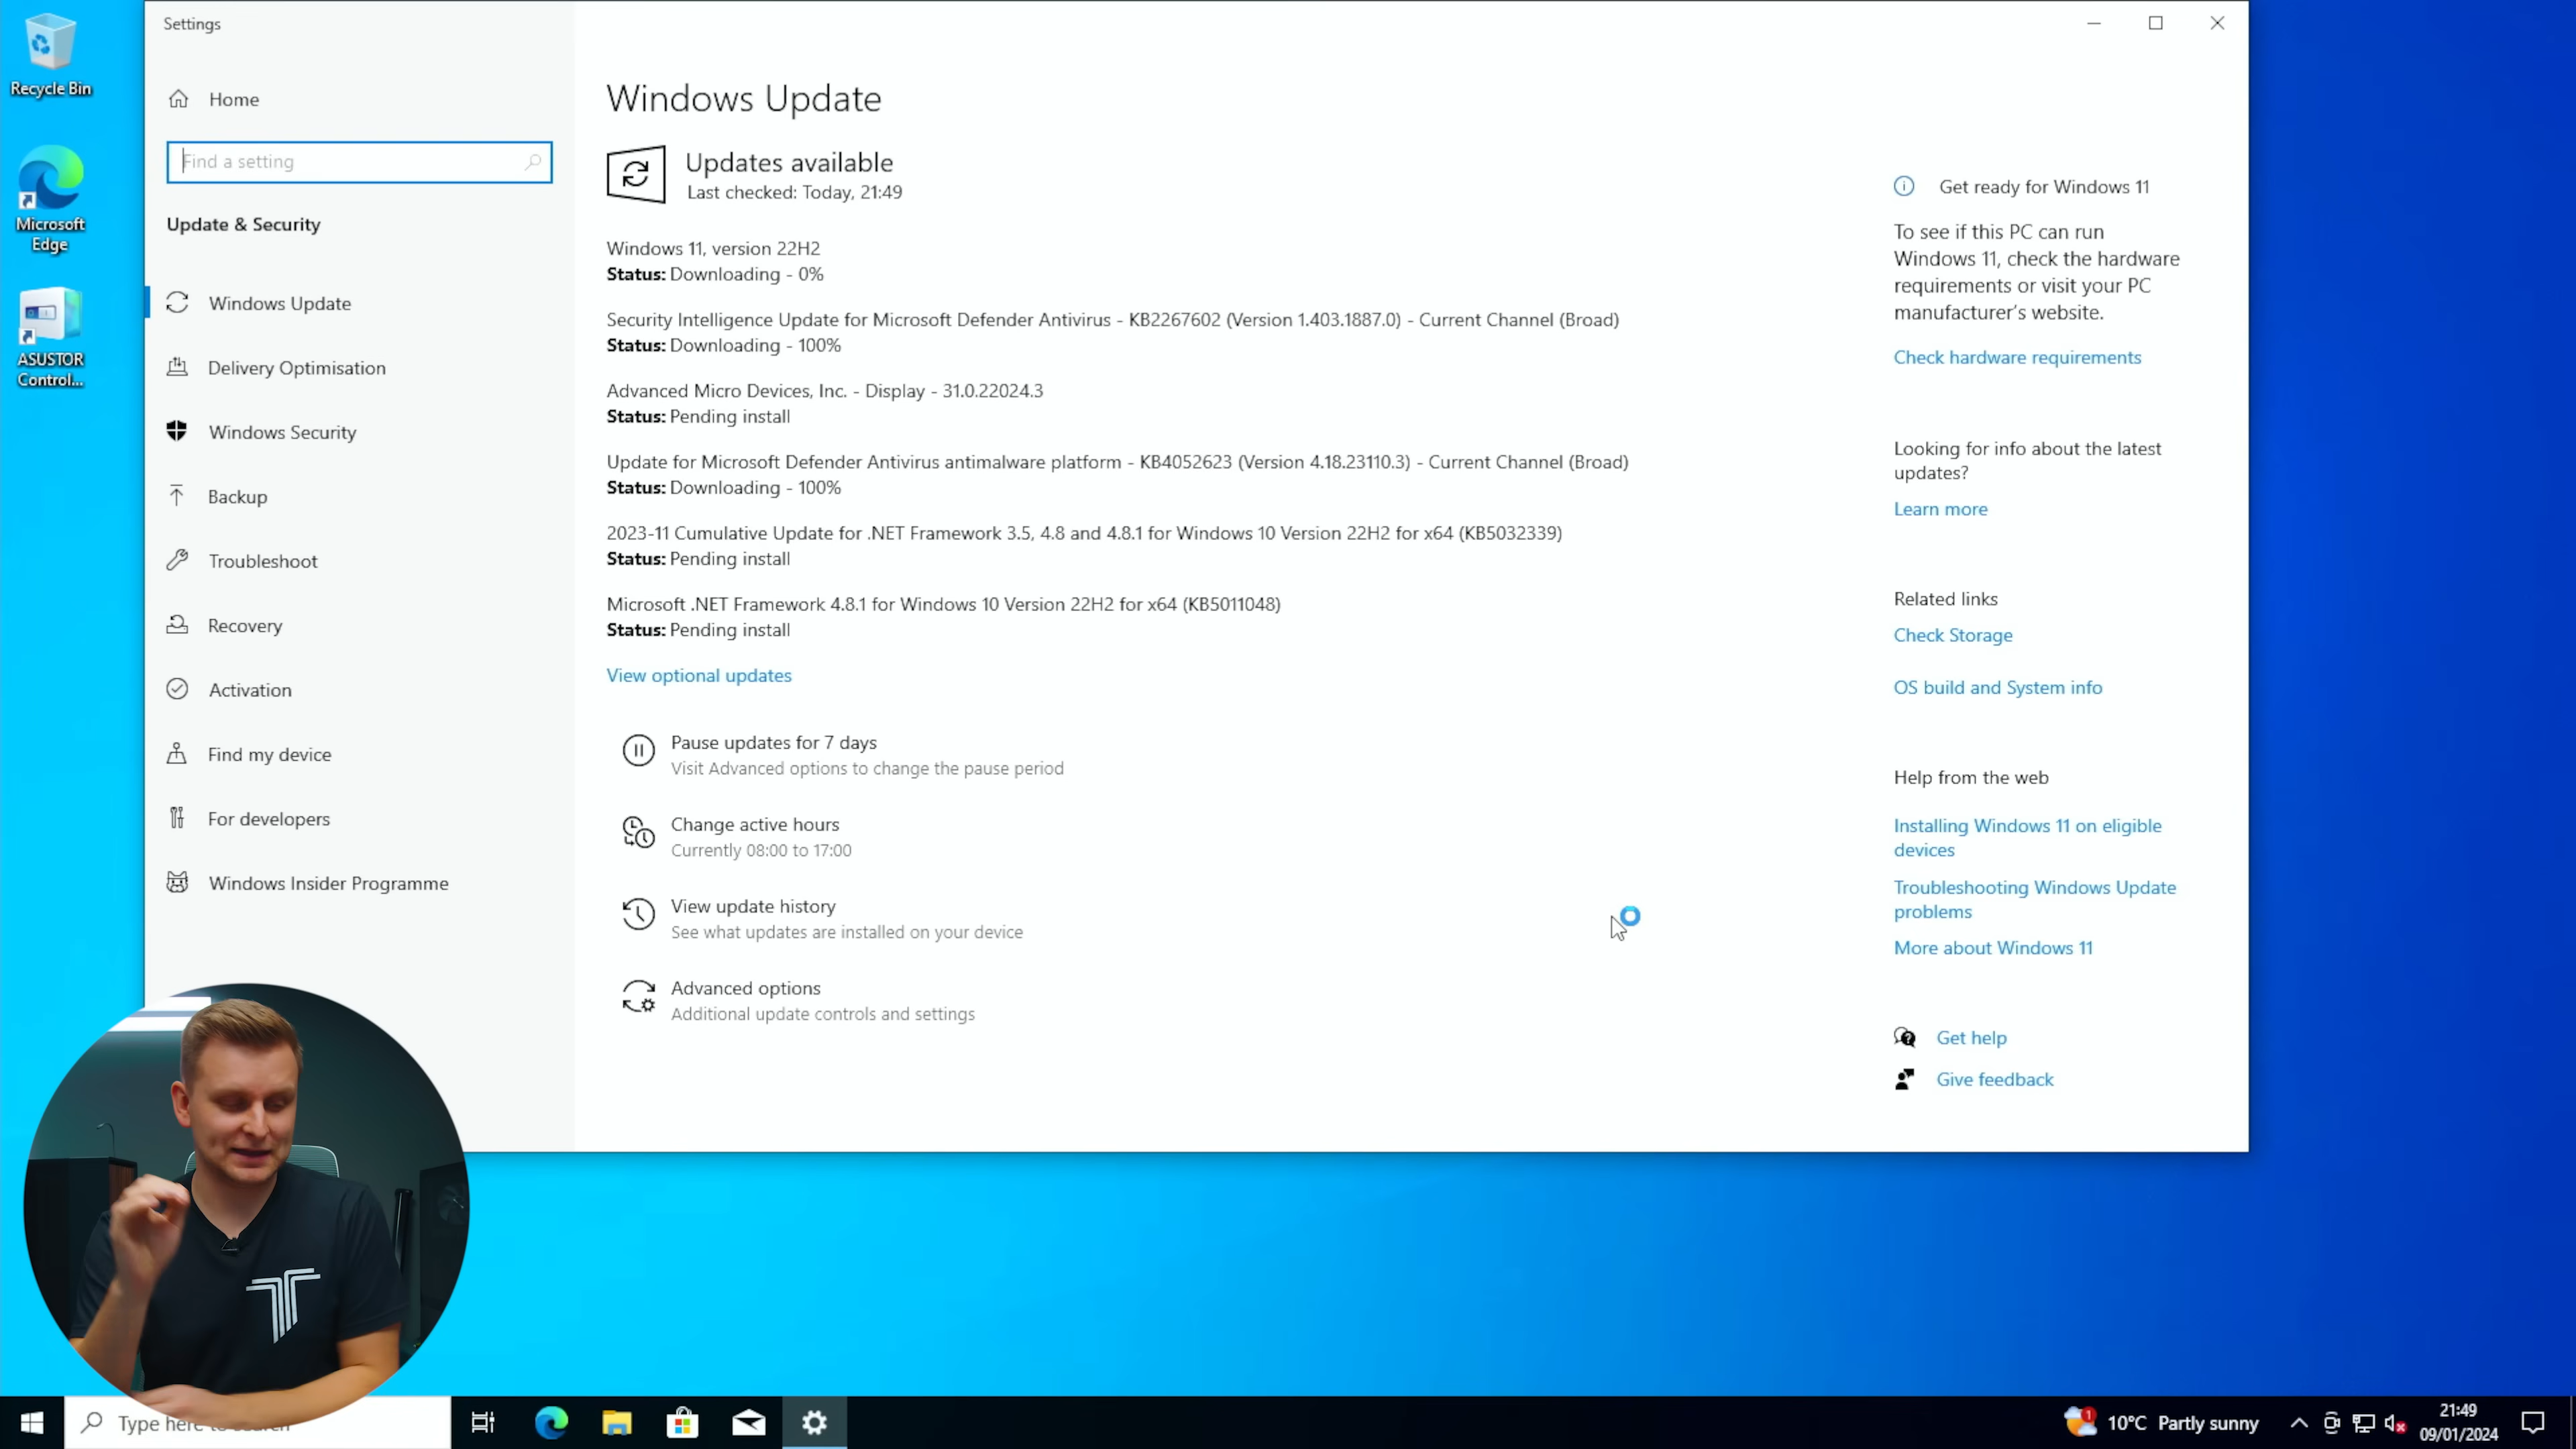 Recycle Bin
Microsoft
Edge
ASUSTOR
Control...
Settings
Home
Find a setting
Update & Security
Windows Update
Delivery Optimisation
Windows Security
Backup
Troubleshoot
Recovery
Activation
Find my device
For developers
Windows Insider Programme
Windows Update
Updates available
Last checked: Today, 21:49
Windows 11, version 22H2
Status: Downloading - 0%
Security Intelligence Update for Microsoft Defender Antivirus - KB2267602 (Version 1.403.1887.0) - Current Channel (Broad)
Status: Downloading - 100%
Advanced Micro Devices, Inc. - Display - 31.0.22024.3
Status: Pending install
Update for Microsoft Defender Antivirus antimalware platform - KB4052623 (Version 4.18.23110.3) - Current Channel (Broad)
Status: Downloading - 100%
2023-11 Cumulative Update for .NET Framework 3.5, 4.8 and 4.8.1 for Windows 10 Version 22H2 for x64 (KB5032339)
Status: Pending install
Microsoft .NET Framework 4.8.1 for Windows 10 Version 22H2 for x64 (KB5011048)
Status: Pending install
View optional updates
Pause updates for 7 days
Visit Advanced options to change the pause period
Change active hours
Currently 08:00 to 17:00
View update history
See what updates are installed on your device
Advanced options
Additional update controls and settings
Get ready for Windows 11
To see if this PC can run
Windows 11, check the hardware
requirements or visit your PC
manufacturer's website.
Check hardware requirements
Looking for info about the latest
updates?
Learn more
Related links
Check Storage
OS build and System info
Help from the web
Installing Windows 11 on eligible
devices
Troubleshooting Windows Update
problems
More about Windows 11
Get help
Give feedback
Type here to search
1
10°C Partly sunny
21:49
09/01/2024